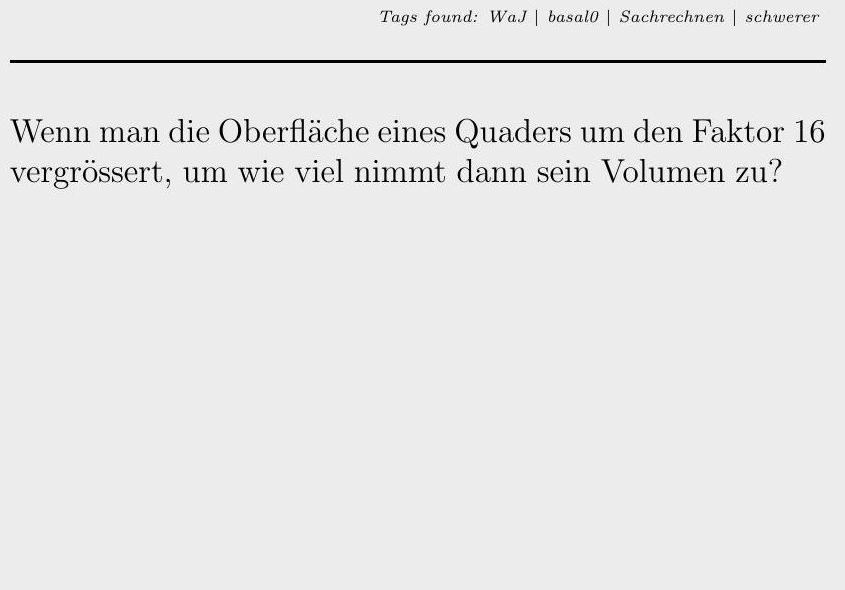 Tags found: WaJ | basal0 | Sachrechnen | schwerer
Wenn man die Oberfläche eines Quaders um den Faktor 16
vergrössert, um wie viel nimmt dann sein Volumen zu?